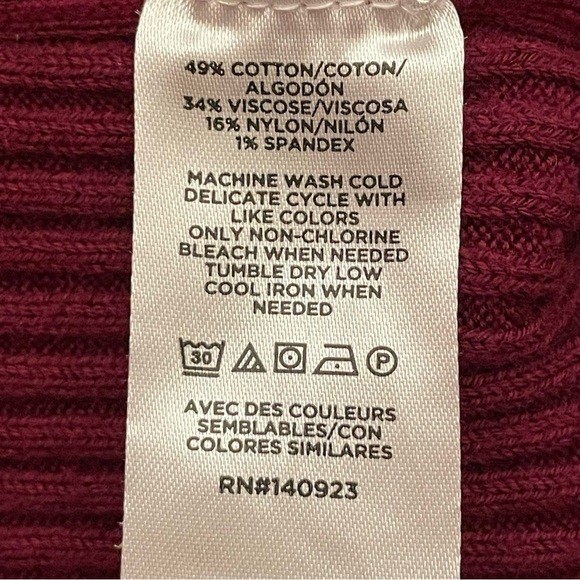 49% COTTON/COTON/
ALGODÓN
34% VISCOSE/VISCOSA
16% NYLON/NILÓN
1% SPANDEX
MACHINE WASH COLD
DELICATE CYCLE WITH
LIKE COLORS
ONLY NON-CHLORINE
BLEACH WHEN NEEDED
TUMBLE DRY LOW
COOL IRON WHEN
NEEDED
30 P
AVEC DES COULEURS
SEMBLABLES/CON
COLORES SIMILARES
RN#140923